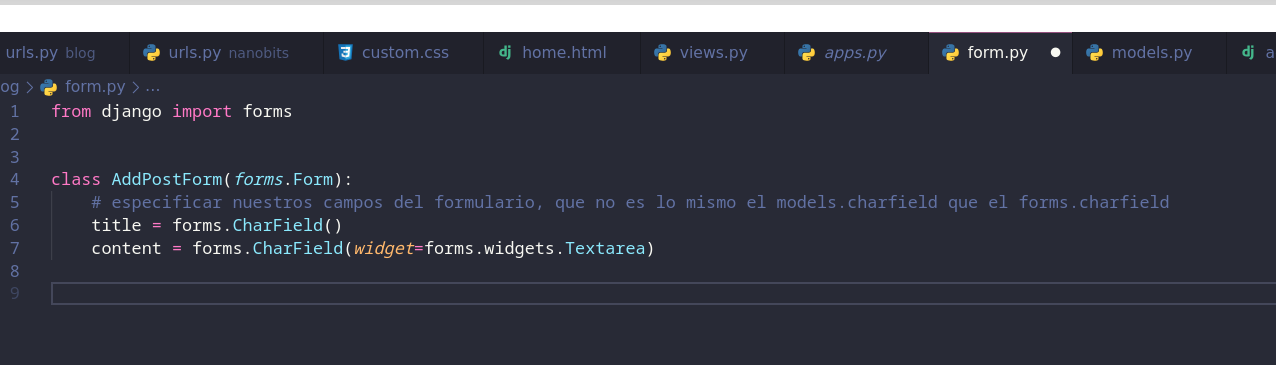 urls.py blog urls.py nanobits custom.css dj home.html views.py apps.py form.py models.py dj a
og > form.py > ...
1 from django import forms
2
3
4 class AddPostForm(forms.Form):
5 # especificar nuestros campos del formulario, que no es lo mismo el models.charfield que el forms.charfield
6 title = forms.CharField()
7 content = forms.CharField(widget=forms.widgets.Textarea)
8
9